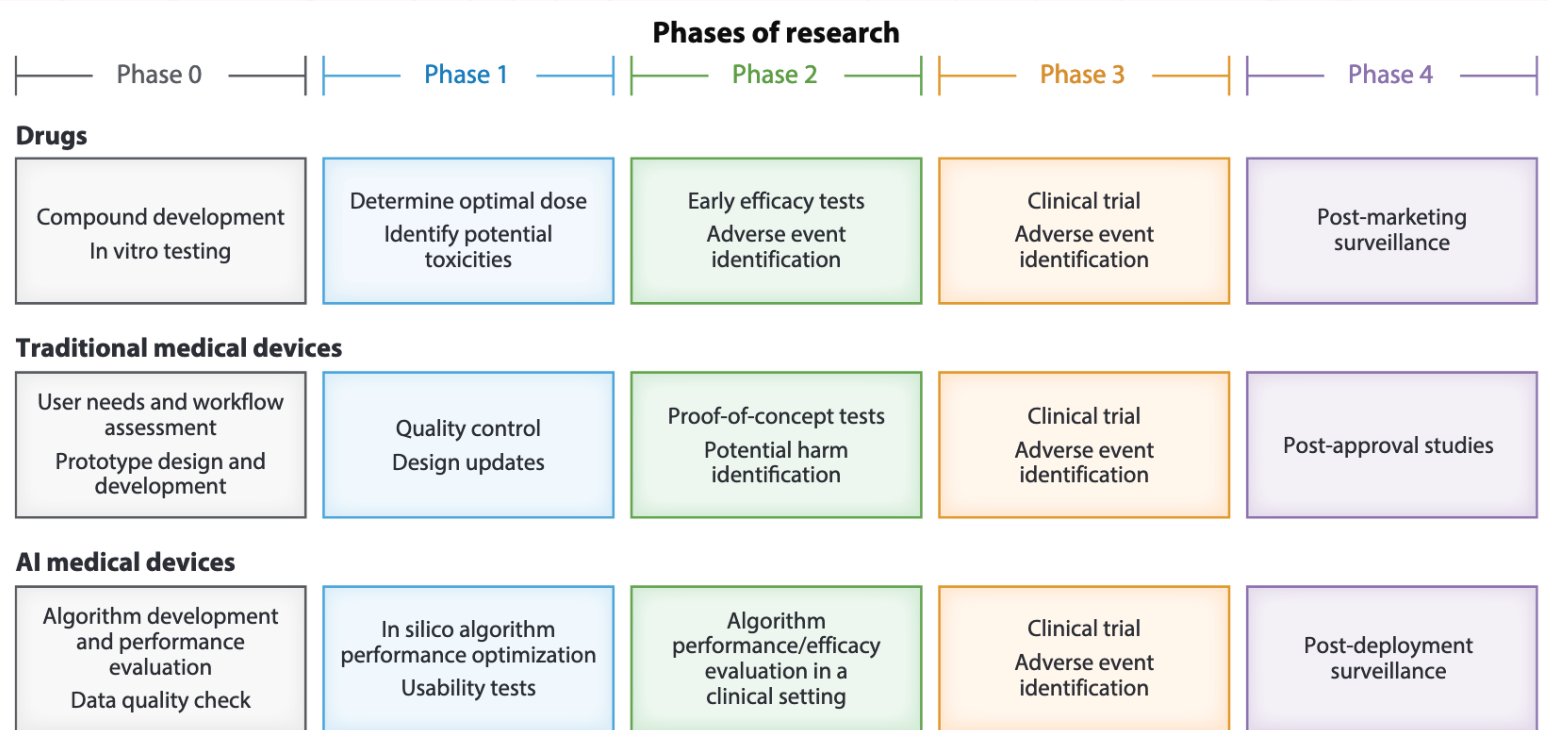 Phases of research
Phase 0
Phase 1
Phase 2
Phase 3
Phase 4
Drugs
Compound development
In vitro testing
Determine optimal dose
Identify potential
toxicities
Early efficacy tests
Adverse event
identification
Clinical trial
Adverse event
identification
Post-marketing
surveillance
Traditional medical devices
User needs and workflow
assessment
Prototype design and
development
Quality control
Design updates
Proof-of-concept tests
Potential harm
identification
Clinical trial
Adverse event
identification
Post-approval studies
AI medical devices
Algorithm development
and performance
evaluation
Data quality check
In silico algorithm
performance optimization
Usability tests
Algorithm
performance/efficacy
evaluation in a
clinical setting
Clinical trial
Adverse event
identification
Post-deployment
surveillance